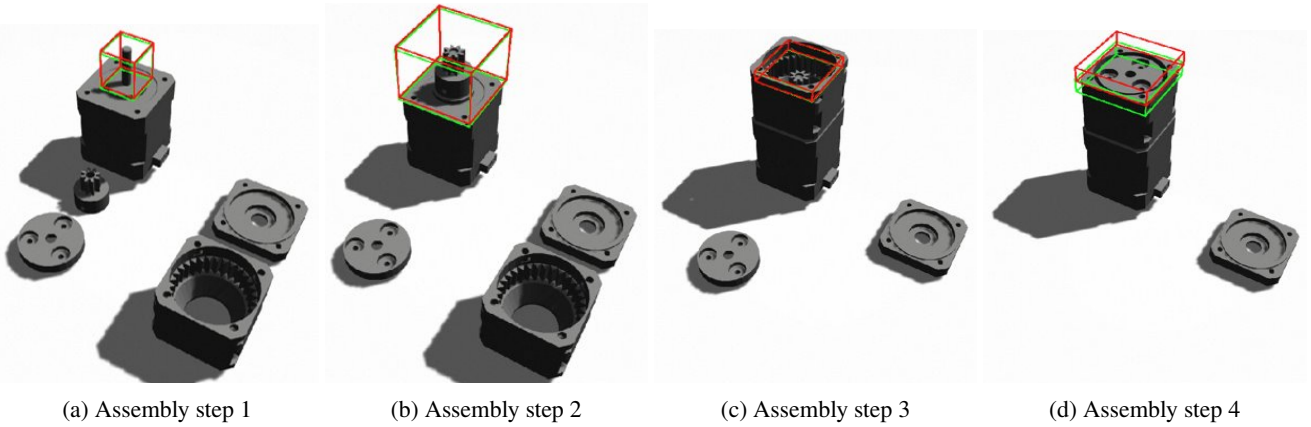 (a) Assembly step 1
(b) Assembly step 2
(c) Assembly step 3
(d) Assembly step 4